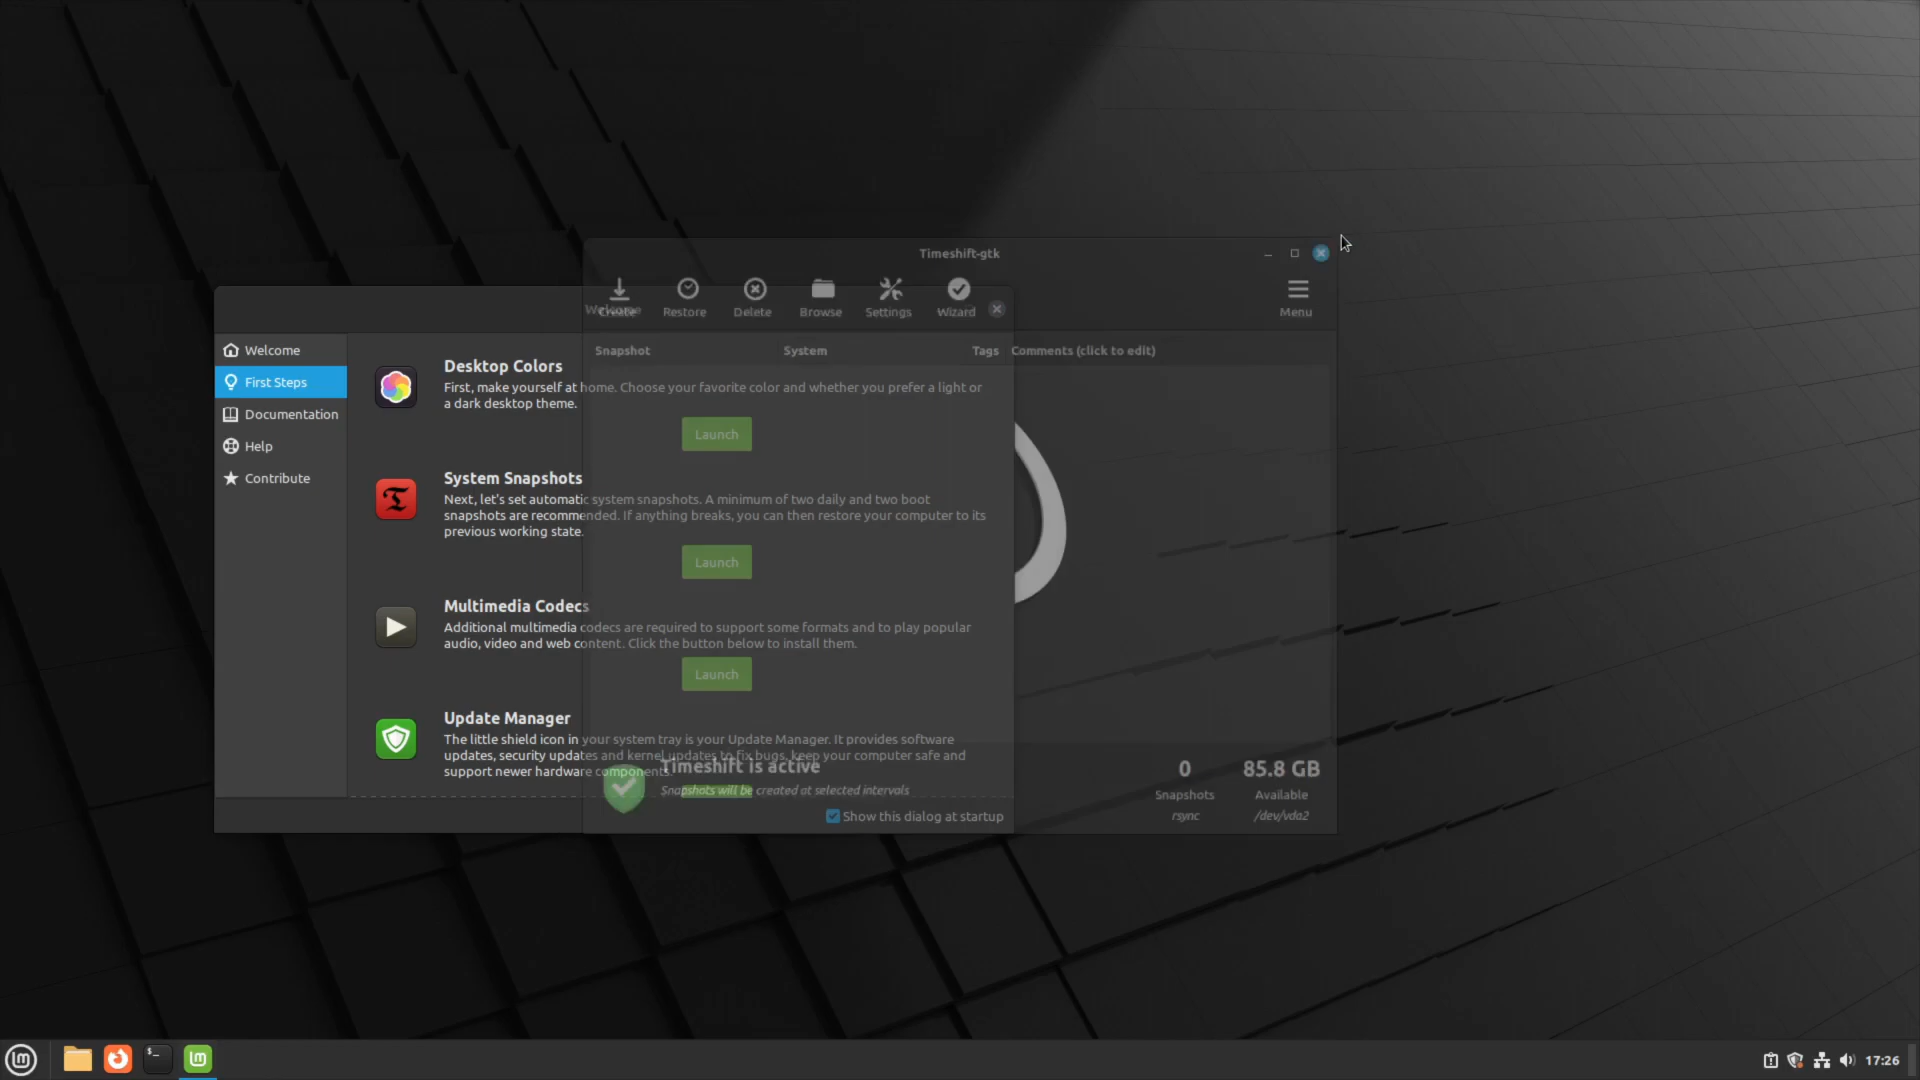 Timeshift-gtk
Create
Restore
Delete
Browse
Settings
Wizard
Menu
Welcome
Snapshot
System
Tags
Comments (click to edit)
Welcome
First Steps
Documentation
Help
Contribute
Desktop Colors
First, make yourself at home. Choose your favorite color and whether you prefer a light or
a dark desktop theme.
Launch
System Snapshots
Next, let's set automatic system snapshots. A minimum of two daily and two boot
snapshots are recommended. If anything breaks, you can then restore your computer to its
previous working state.
Launch
Multimedia Codecs
Additional multimedia codecs are required to support some formats and to play popular
audio, video and web content. Click the button below to install them.
Launch
Update Manager
The little shield icon in your system tray is your Update Manager. It provides software
updates, security updates and kernel updates to fix bugs, keep your computer safe and
support newer hardware components.
Timeshift is active
Snapshots will be created at selected intervals
0
Snapshots
rsync
85.8 GB
Available
/dev/vda2
Show this dialog at startup
17:26